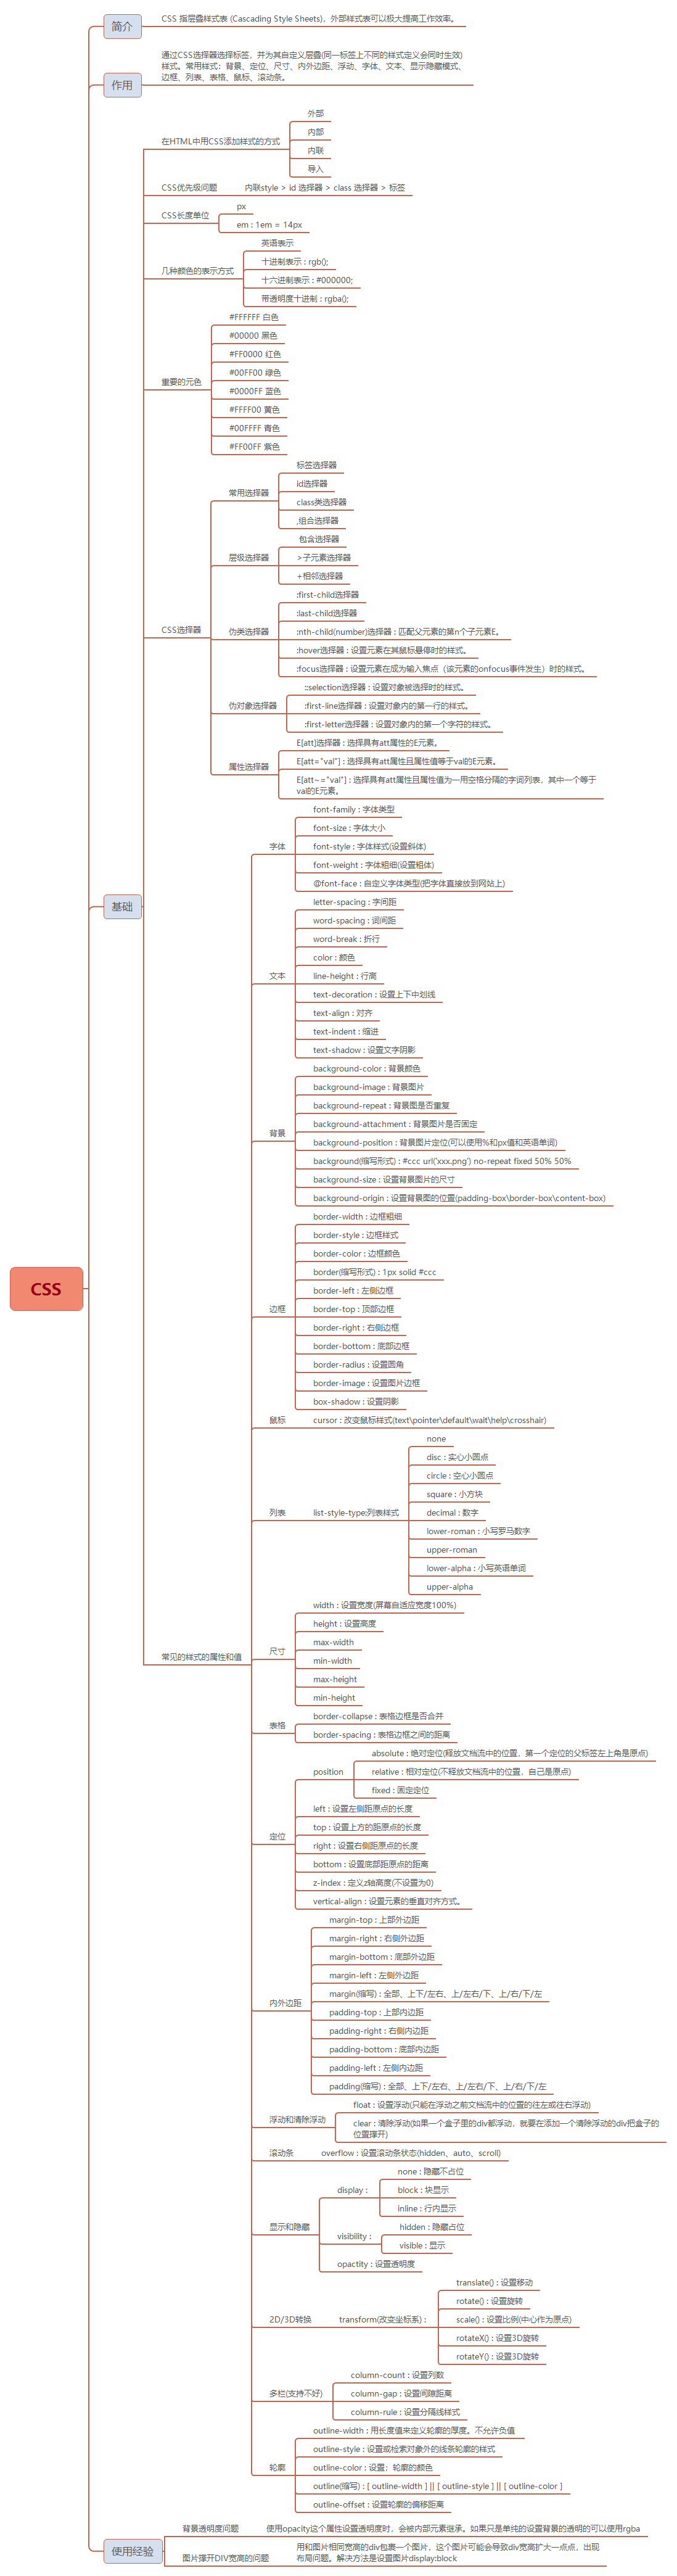 CSS
简介
CSS 指层叠样式表 (Cascading Style Sheets)，外部样式表可以极大提高工作效率。
作用
通过CSS选择器选择标签，并为其自定义层叠(同一标签上不同的样式定义会同时生效)
样式。常用样式：背景、定位、尺寸、内外边距、浮动、字体、文本、显示隐藏模式、
边框、列表、表格、鼠标、滚动条。
基础
在HTML中用CSS添加样式的方式
外部
内部
内联
导入
CSS优先级问题
内联style > id 选择器 > class 选择器 > 标签
CSS长度单位
px
em : 1em = 14px
几种颜色的表示方式
英语表示
十进制表示 : rgb();
十六进制表示 : #000000;
带透明度十进制 : rgba();
重要的元色
#FFFFFF 白色
#00000 黑色
#FF0000 红色
#00FF00 绿色
#0000FF 蓝色
#FFFF00 黄色
#00FFFF 青色
#FF00FF 紫色
CSS选择器
常用选择器
标签选择器
id选择器
class类选择器
,组合选择器
层级选择器
包含选择器
>子元素选择器
+相邻选择器
伪类选择器
:first-child选择器
:last-child选择器
:nth-child(number)选择器 : 匹配父元素的第n个子元素E。
:hover选择器 : 设置元素在其鼠标悬停时的样式。
:focus选择器 : 设置元素在成为输入焦点（该元素的onfocus事件发生）时的样式。
伪对象选择器
::selection选择器 : 设置对象被选择时的样式。
:first-line选择器 : 设置对象内的第一行的样式。
:first-letter选择器 : 设置对象内的第一个字符的样式。
属性选择器
E[att]选择器 : 选择具有att属性的E元素。
E[att="val"] : 选择具有att属性且属性值等于val的E元素。
E[att~="val"] : 选择具有att属性且属性值为一用空格分隔的字词列表，其中一个等于
val的E元素。
常见的样式的属性和值
字体
font-family : 字体类型
font-size : 字体大小
font-style : 字体样式(设置斜体)
font-weight : 字体粗细(设置粗体)
@font-face : 自定义字体类型(把字体直接放到网站上)
文本
letter-spacing : 字间距
word-spacing : 词间距
word-break : 折行
color : 颜色
line-height : 行高
text-decoration : 设置上下中划线
text-align : 对齐
text-indent : 缩进
text-shadow : 设置文字阴影
背景
background-color : 背景颜色
background-image : 背景图片
background-repeat : 背景图是否重复
background-attachment : 背景图片是否固定
background-position : 背景图片定位(可以使用%和px值和英语单词)
background(缩写形式) : #ccc url('xxx.png') no-repeat fixed 50% 50%
background-size : 设置背景图片的尺寸
background-origin : 设置背景图的位置(padding-box\border-box\content-box)
边框
border-width : 边框粗细
border-style : 边框样式
border-color : 边框颜色
border(缩写形式) : 1px solid #ccc
border-left : 左侧边框
border-top : 顶部边框
border-right : 右侧边框
border-bottom : 底部边框
border-radius : 设置圆角
border-image : 设置图片边框
box-shadow : 设置阴影
鼠标
cursor : 改变鼠标样式(text\pointer\default\wait\help\crosshair)
列表
list-style-type:列表样式
none
disc : 实心小圆点
circle : 空心小圆点
square : 小方块
decimal : 数字
lower-roman : 小写罗马数字
upper-roman
lower-alpha : 小写英语单词
upper-alpha
尺寸
width : 设置宽度(屏幕自适应宽度100%)
height : 设置高度
max-width
min-width
max-height
min-height
表格
border-collapse : 表格边框是否合并
border-spacing : 表格边框之间的距离
定位
position
absolute : 绝对定位(释放文档流中的位置，第一个定位的父标签左上角是原点)
relative : 相对定位(不释放文档流中的位置，自己是原点)
fixed : 固定定位
left : 设置左侧距原点的长度
top : 设置上方的距原点的长度
right : 设置右侧距原点的长度
bottom : 设置底部距原点的距离
z-index : 定义z轴高度(不设置为0)
vertical-align : 设置元素的垂直对齐方式。
内外边距
margin-top : 上部外边距
margin-right : 右侧外边距
margin-bottom : 底部外边距
margin-left : 左侧外边距
margin(缩写) : 全部、上下/左右、上/左右/下、上/右/下/左
padding-top : 上部内边距
padding-right : 右侧内边距
padding-bottom : 底部内边距
padding-left : 左侧内边距
padding(缩写) : 全部、上下/左右、上/左右/下、上/右/下/左
浮动和清除浮动
float : 设置浮动(只能在浮动之前文档流中的位置的往左或往右浮动)
clear : 清除浮动(如果一个盒子里的div都浮动，就要在添加一个清除浮动的div把盒子的
位置撑开)
滚动条
overflow : 设置滚动条状态(hidden、auto、scroll)
显示和隐藏
display :
none : 隐藏不占位
block : 块显示
inline : 行内显示
visibility :
hidden : 隐藏占位
visible : 显示
opactity : 设置透明度
2D/3D转换
transform(改变坐标系) :
translate() : 设置移动
rotate() : 设置旋转
scale() : 设置比例(中心作为原点)
rotateX() : 设置3D旋转
rotateY() : 设置3D旋转
多栏(支持不好)
column-count : 设置列数
column-gap : 设置间隙距离
column-rule : 设置分隔线样式
轮廓
outline-width : 用长度值来定义轮廓的厚度。不允许负值
outline-style : 设置或检索对象外的线条轮廓的样式
outline-color : 设置；轮廓的颜色
outline(缩写) : [ outline-width ] || [ outline-style ] || [ outline-color ]
outline-offset : 设置轮廓的偏移距离
使用经验
背景透明度问题
使用opacity这个属性设置透明度时，会被内部元素继承。如果只是单纯的设置背景的透明的可以使用rgba
图片撑开DIV宽高的问题
用和图片相同宽高的div包裹一个图片，这个图片可能会导致div宽高扩大一点点，出现
布局问题。解决方法是设置图片display:block